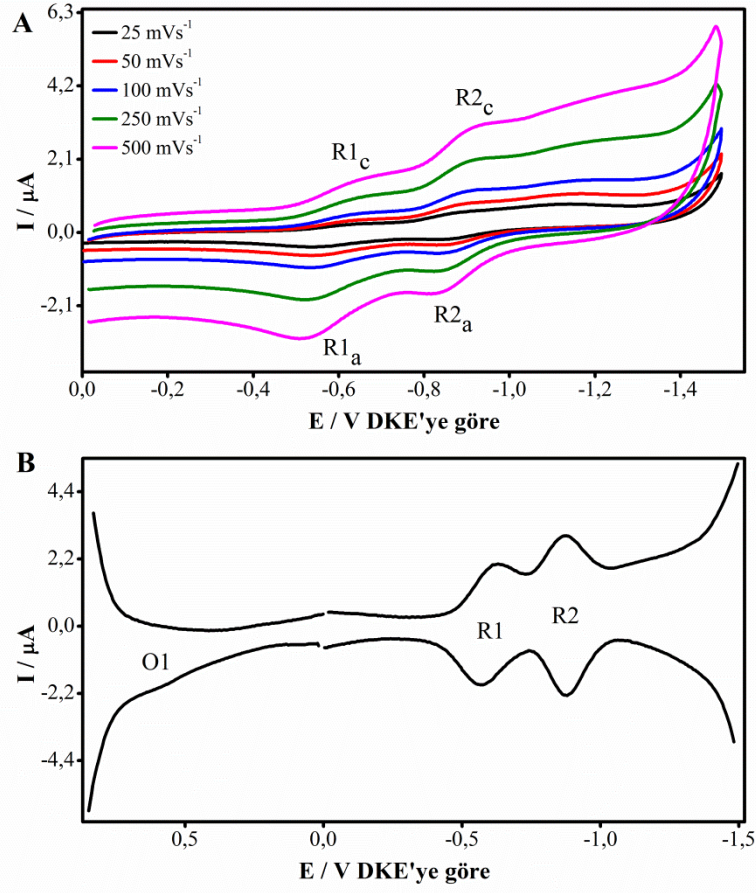 A
6,3
4,2
2,1
0,0
-2,1
I / µA
25 mVs⁻¹
50 mVs⁻¹
100 mVs⁻¹
250 mVs⁻¹
500 mVs⁻¹
R1c
R2c
R1a
R2a
0,0 -0,2 -0,4 -0,6 -0,8 -1,0 -1,2 -1,4
E / V DKE'ye göre
B
4,4
2,2
0,0
-2,2
-4,4
I / µA
O1
R1
R2
0,5 0,0 -0,5 -1,0 -1,5
E / V DKE'ye göre